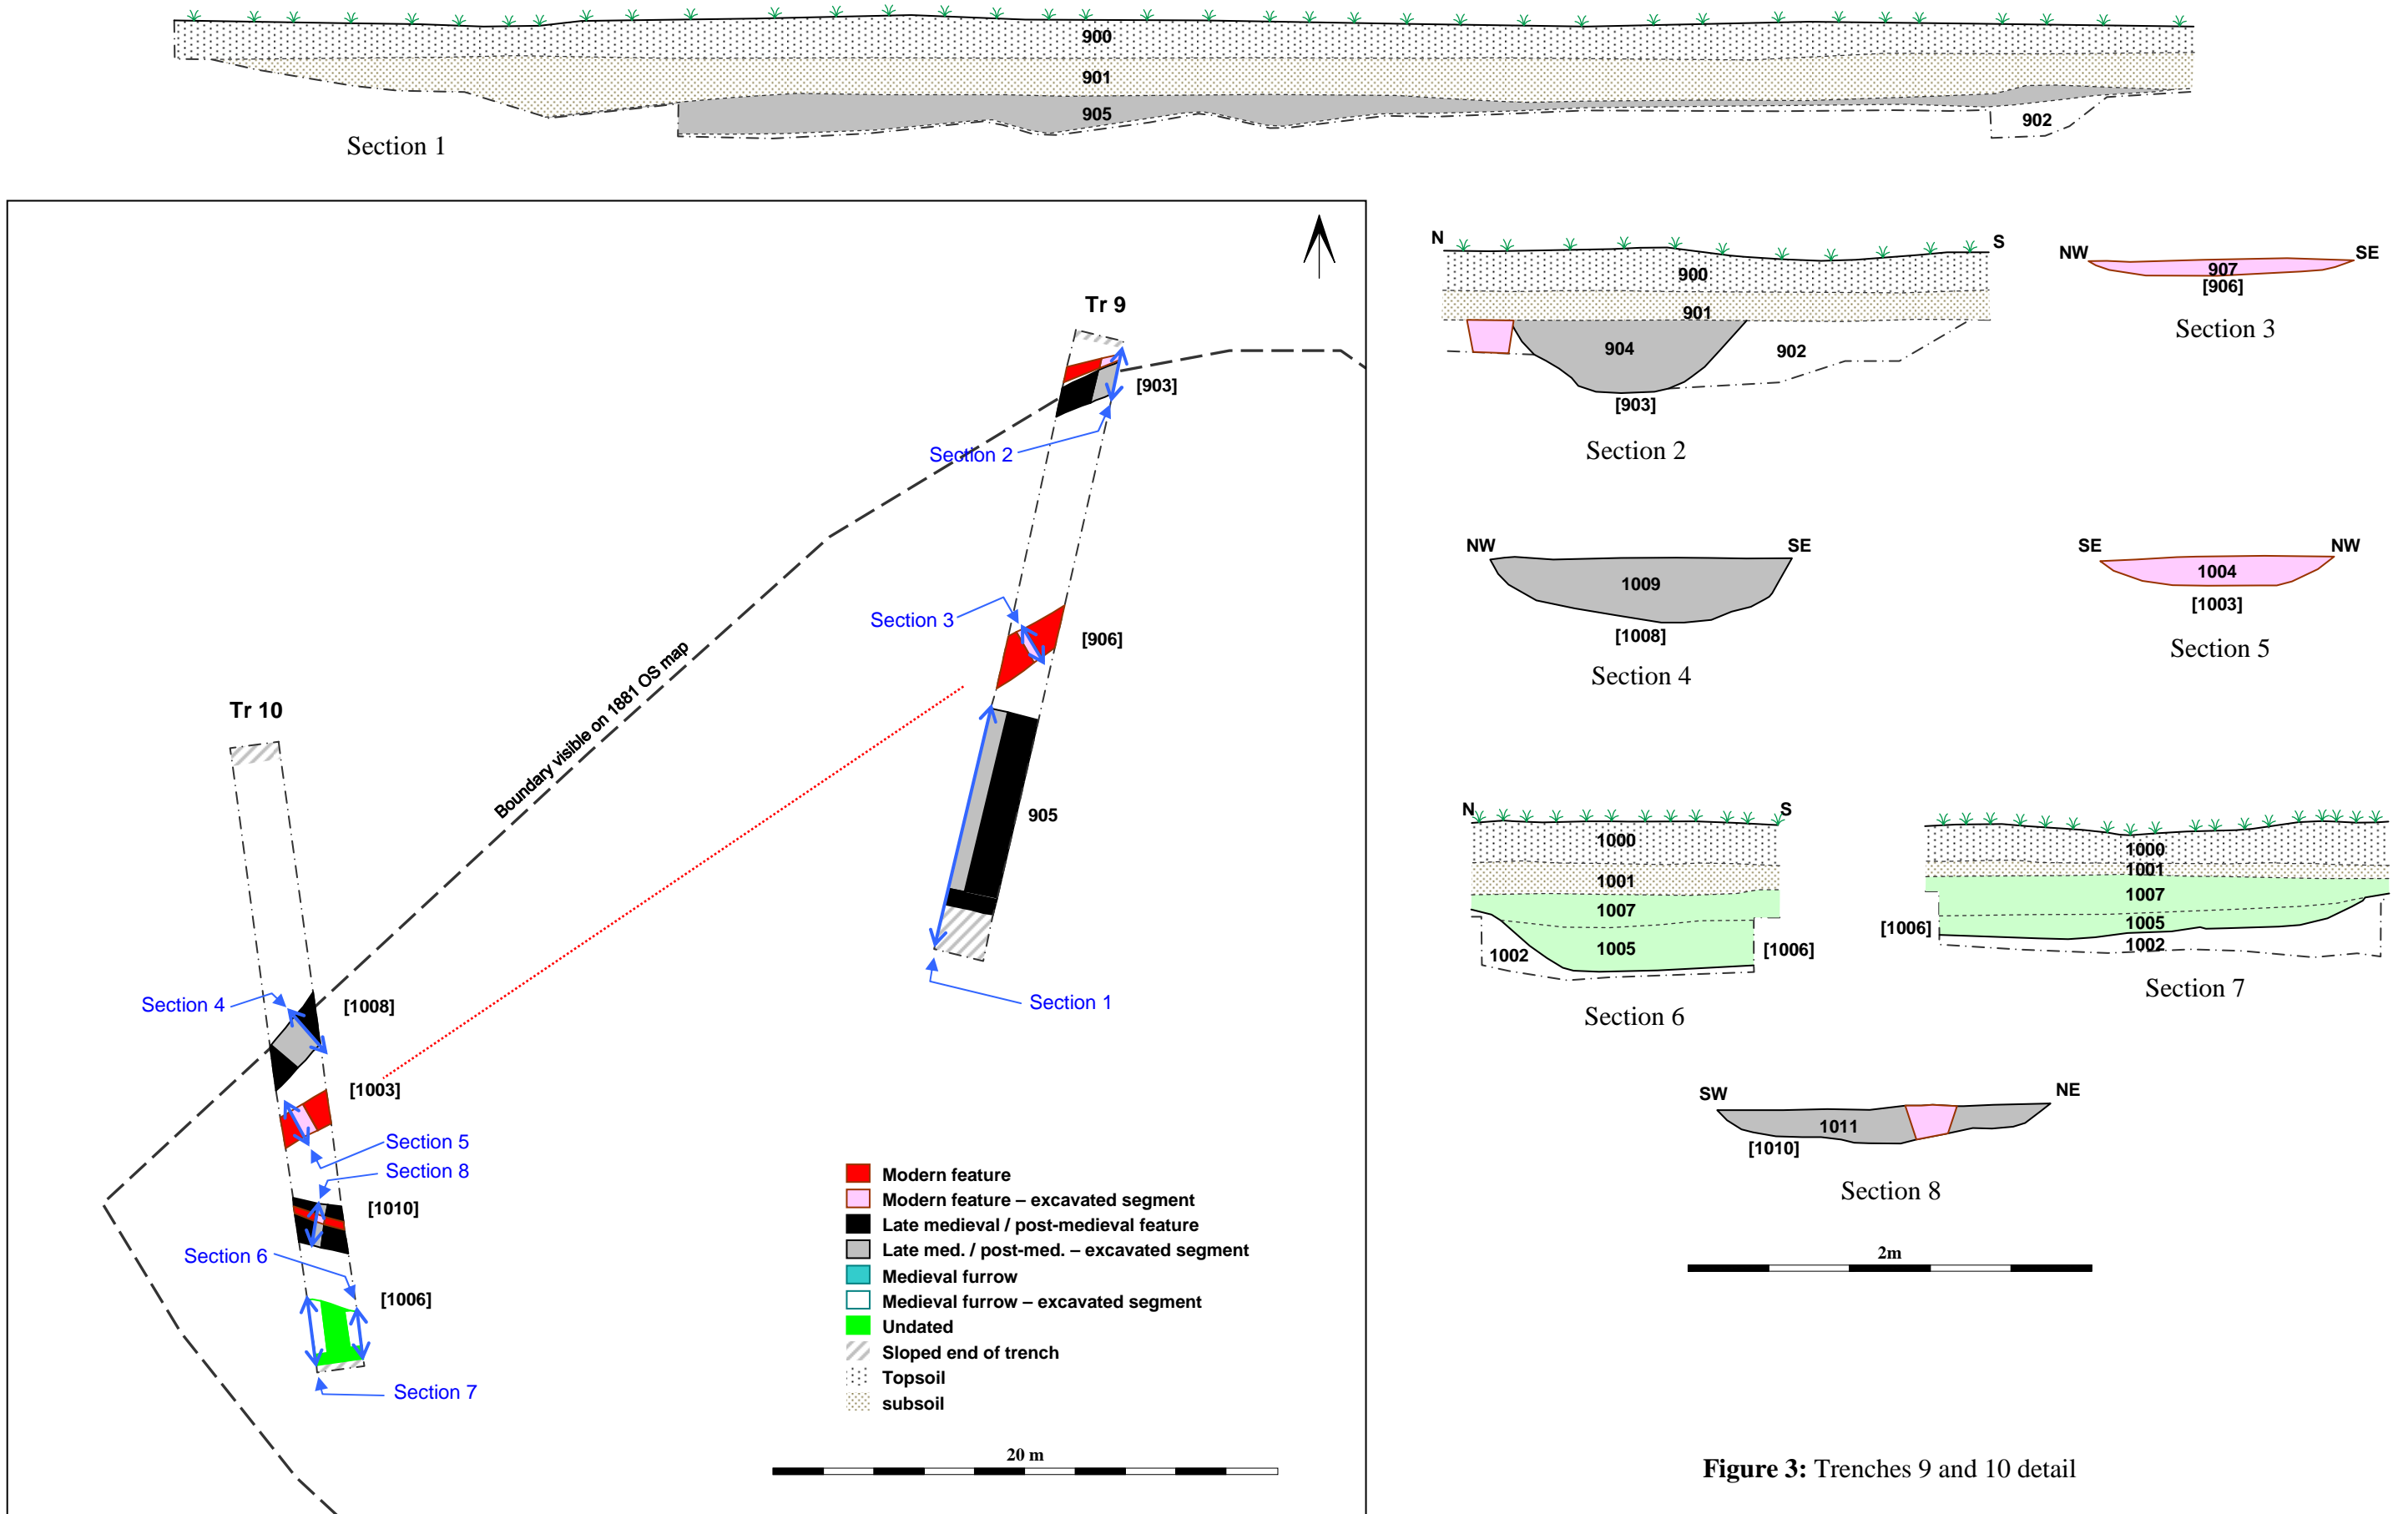 900
901
905
902
Section 1
Tr 9
[903]
Section 2
Section 3
[906]
Boundary visible on 1881 OS map
Tr 10
905
Section 4
[1008]
Section 1
[1003]
Section 5
Section 8
[1010]
Section 6
[1006]
Section 7
Modern feature
Modern feature – excavated segment
Late medieval / post-medieval feature
Late med. / post-med. – excavated segment
Medieval furrow
Medieval furrow – excavated segment
Undated
Sloped end of trench
Topsoil
subsoil
20 m
N S
900
901
904
902
[903]
Section 2
NW SE
907
[906]
Section 3
NW SE
1009
[1008]
Section 4
SE NW
1004
[1003]
Section 5
N S
1000
1001
1007
1005
1002
[1006]
Section 6
1000
1001
1007
1005
[1006]
1002
Section 7
SW NE
1011
[1010]
Section 8
2m
Figure 3: Trenches 9 and 10 detail